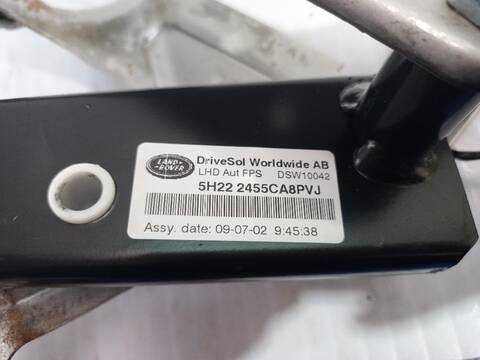 LAND
ROVER
DriveSol Worldwide AB
LHD Aut FPS DSW10042
5H22 2455CA8PVJ
Assy. date: 09-07-02 9:45:38